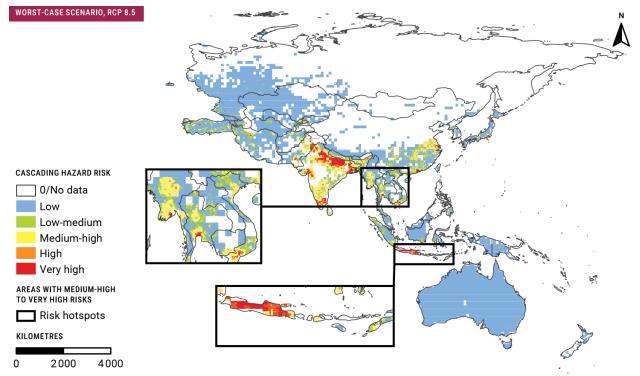 WORST-CASE SCENARIO, RCP 8.5
N
CASCADING HAZARD RISK
0/No data
Low
Low-medium
Medium-high
High
Very high
AREAS WITH MEDIUM-HIGH
TO VERY HIGH RISKS
Risk hotspots
KILOMETRES
0 2000 4000